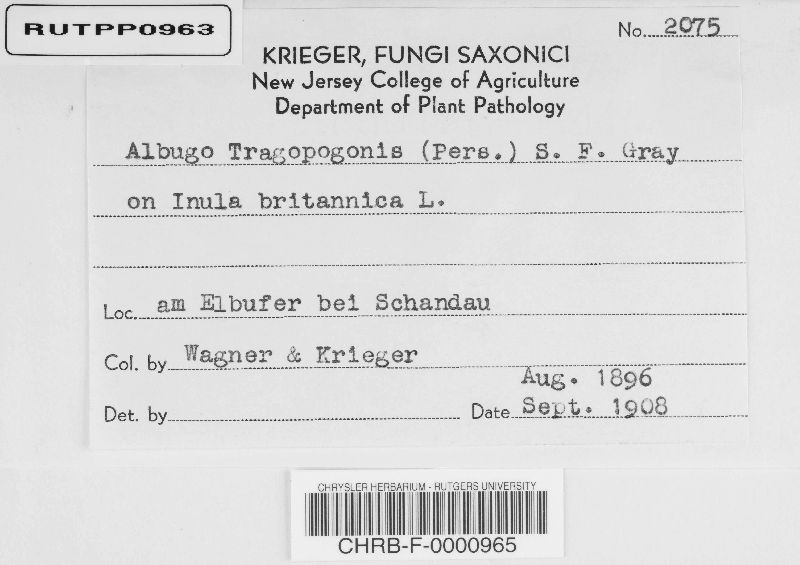 RUTPP0963
No. 2075
KRIEGER, FUNGI SAXONICI
New Jersey College of Agriculture
Department of Plant Pathology
Albugo Tragopogonis (Pers.) S. F. Gray
on Inula britannica L.
Loc. am Elbufer bei Schandau
Col. by Wagner & Krieger
Aug. 1896
Det. by Date Sept. 1908
CHRYSLER HERBARIUM - RUTGERS UNIVERSITY
CHRB-F-0000965